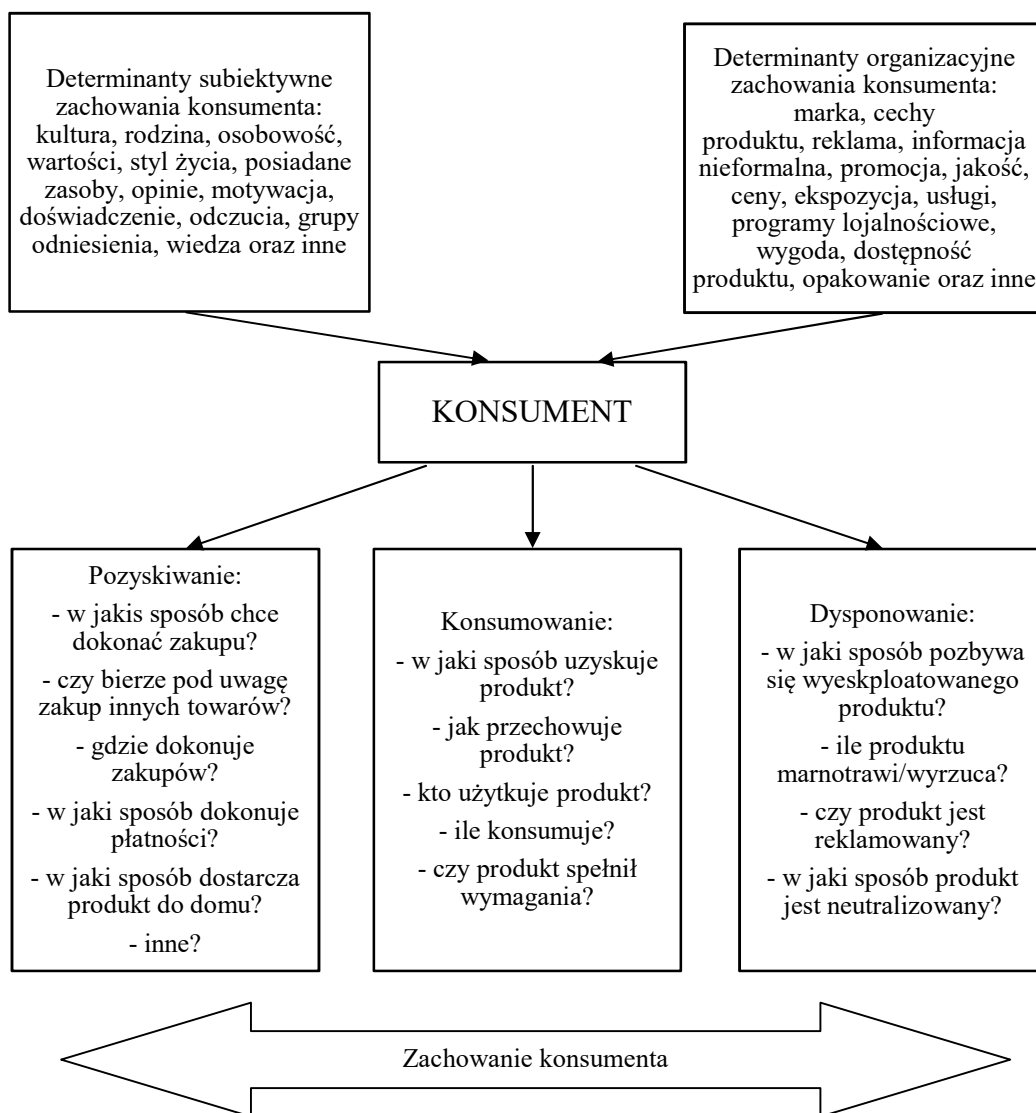 Determinanty subiektywne
zachowania konsumenta:
kultura, rodzina, osobowość,
wartości, styl życia, posiadane
zasoby, opinie, motywacja,
doświadczenie, odczucia, grupy
odniesienia, wiedza oraz inne
Determinanty organizacyjne
zachowania konsumenta:
marka, cechy
produktu, reklama, informacja
nieformalna, promocja, jakość,
ceny, ekspozycja, usługi,
programy lojalnościowe,
wygoda, dostępność
produktu, opakowanie oraz inne
KONSUMENT
Pozyskiwanie:
- w jakis sposób chce
dokonać zakupu?
- czy bierze pod uwagę
zakup innych towarów?
- gdzie dokonuje
zakupów?
- w jaki sposób dokonuje
płatności?
- w jaki sposób dostarcza
produkt do domu?
- inne?
Konsumowanie:
- w jaki sposób uzyskuje
produkt?
- jak przechowuje
produkt?
- kto użytkuje produkt?
- ile konsumuje?
- czy produkt spełnił
wymagania?
Dysponowanie:
- w jaki sposób pozbywa
się wyeskploatowanego
produktu?
- ile produktu
marnotrawi/wyrzuca?
- czy produkt jest
reklamowany?
- w jaki sposób produkt
jest neutralizowany?
Zachowanie konsumenta